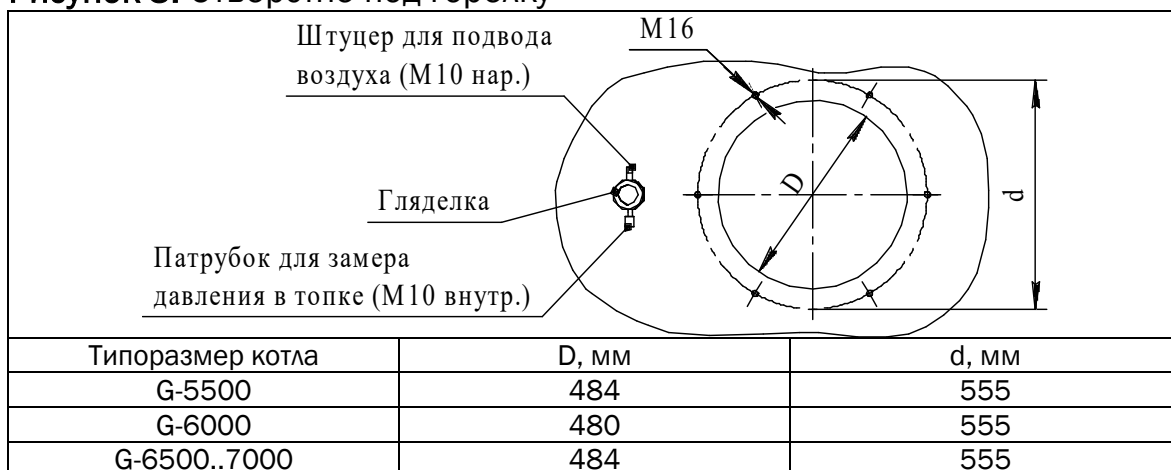 Рисунок 3. Отверстие под горелку
Штуцер для подвода
воздуха (М10 нар.)
М16
Гляделка
Патрубок для замера
давления в топке (М10 внутр.)
D
d
Типоразмер котла D, мм d, мм
G-5500 484 555
G-6000 480 555
G-6500..7000 484 555